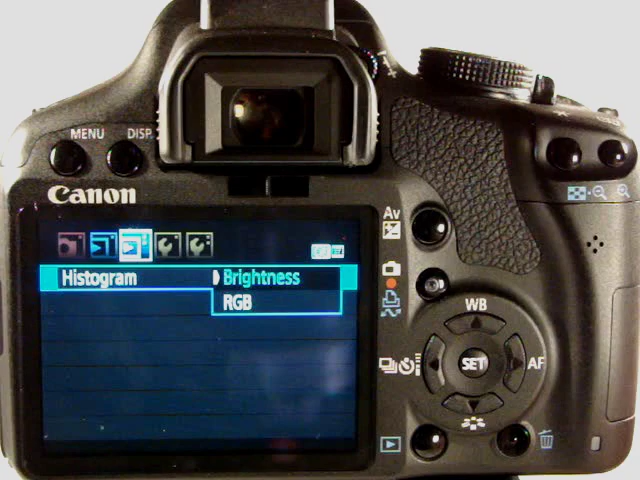 MENU DISP.
Canon
Av
Histogram Brightness
RGB
WB
SET
AF